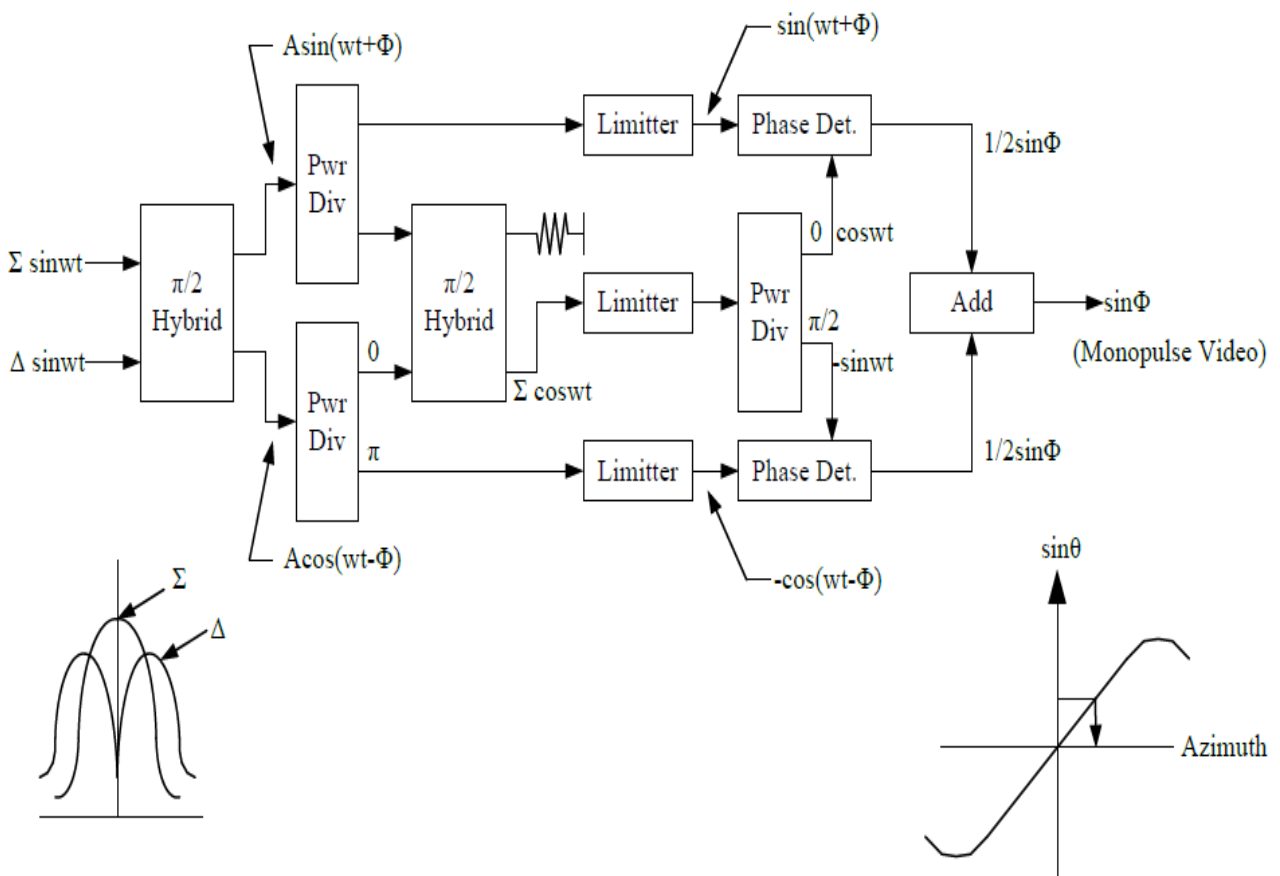 Asin(wt+Φ)
sin(wt+Φ)
Limitter
Phase Det.
1/2sinΦ
Pwr
Div
Σ sinwt
π/2
Hybrid
Δ sinwt
π/2
Hybrid
Limitter
Pwr
Div
0
coswt
π/2
-sinwt
Add
sinΦ
(Monopulse Video)
0
Σ coswt
Pwr
Div
π
Limitter
Phase Det.
1/2sinΦ
Acos(wt-Φ)
-cos(wt-Φ)
Σ
Δ
sinθ
Azimuth